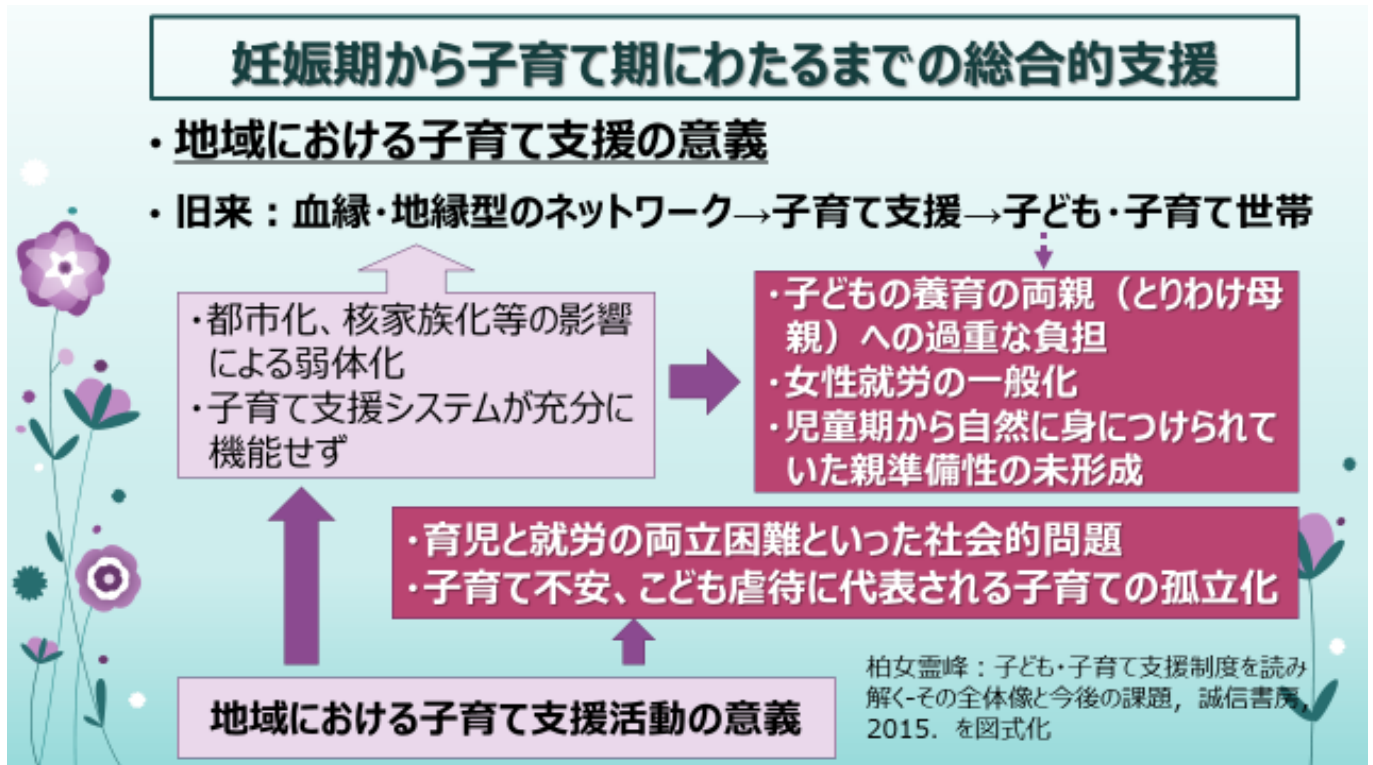 妊娠期から子育て期にわたるまでの総合的支援
・地域における子育て支援の意義
・旧来：血縁・地縁型のネットワーク→子育て支援→子ども・子育て世帯
・都市化、核家族化等の影響
による弱体化
・子育て支援システムが充分に
機能せず
・子どもの養育の両親（とりわけ母
親）への過重な負担
・女性就労の一般化
・児童期から自然に身につけられて
いた親準備性の未形成
・育児と就労の両立困難といった社会的問題
・子育て不安、こども虐待に代表される子育ての孤立化
地域における子育て支援活動の意義
柏女霊峰：子ども・子育て支援制度を読み
解く-その全体像と今後の課題，誠信書房，
2015．を図式化